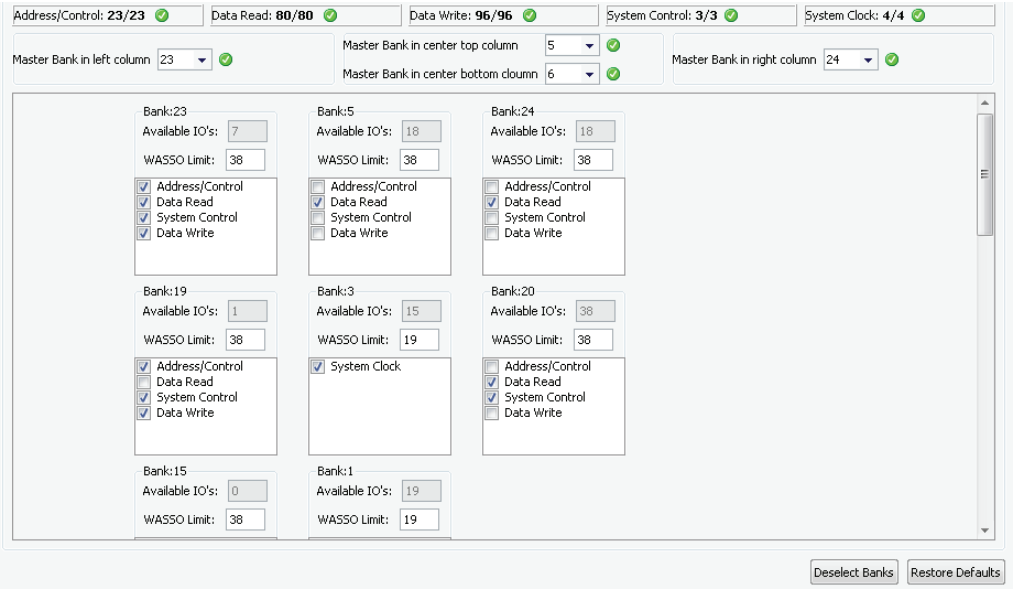 Address/Control: 23/23 Data Read: 80/80 Data Write: 96/96 System Control: 3/3 System Clock: 4/4
Master Bank in left column 23
Master Bank in center top column 5
Master Bank in center bottom cloumn 6
Master Bank in right column 24
Bank:23
Available IO's: 7
WASSO Limit: 38
Address/Control
Data Read
System Control
Data Write
Bank:5
Available IO's: 18
WASSO Limit: 38
Address/Control
Data Read
System Control
Data Write
Bank:24
Available IO's: 18
WASSO Limit: 38
Address/Control
Data Read
System Control
Data Write
Bank:19
Available IO's: 1
WASSO Limit: 38
Address/Control
Data Read
System Control
Data Write
Bank:3
Available IO's: 15
WASSO Limit: 19
System Clock
Bank:20
Available IO's: 38
WASSO Limit: 38
Address/Control
Data Read
System Control
Data Write
Bank:15
Available IO's: 0
WASSO Limit: 38
Bank:1
Available IO's: 19
WASSO Limit: 19
Deselect Banks Restore Defaults